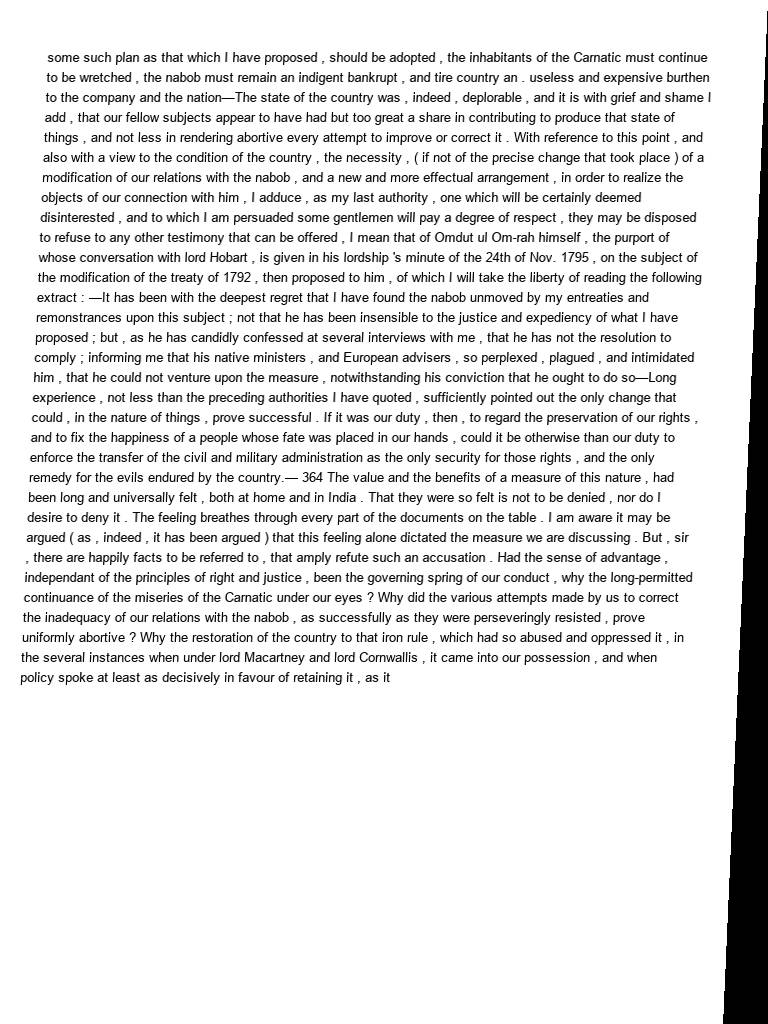 some such plan as that which I have proposed , should be adopted , the inhabitants of the Carnatic must continue
to be wretched , the nabob must remain an indigent bankrupt , and tire country an . useless and expensive burthen
to the company and the nation—The state of the country was , indeed , deplorable , and it is with grief and shame I
add , that our fellow subjects appear to have had but too great a share in contributing to produce that state of
things , and not less in rendering abortive every attempt to improve or correct it . With reference to this point , and
also with a view to the condition of the country , the necessity , ( if not of the precise change that took place ) of a
modification of our relations with the nabob , and a new and more effectual arrangement , in order to realize the
objects of our connection with him , I adduce , as my last authority , one which will be certainly deemed
disinterested , and to which I am persuaded some gentlemen will pay a degree of respect , they may be disposed
to refuse to any other testimony that can be offered , I mean that of Omdut ul Om-rah himself , the purport of
whose conversation with lord Hobart , is given in his lordship 's minute of the 24th of Nov. 1795 , on the subject of
the modification of the treaty of 1792 , then proposed to him , of which I will take the liberty of reading the following
extract : —It has been with the deepest regret that I have found the nabob unmoved by my entreaties and
remonstrances upon this subject ; not that he has been insensible to the justice and expediency of what I have
proposed ; but , as he has candidly confessed at several interviews with me , that he has not the resolution to
comply ; informing me that his native ministers , and European advisers , so perplexed , plagued , and intimidated
him , that he could not venture upon the measure , notwithstanding his conviction that he ought to do so—Long
experience , not less than the preceding authorities I have quoted , sufficiently pointed out the only change that
could , in the nature of things , prove successful . If it was our duty , then , to regard the preservation of our rights ,
and to fix the happiness of a people whose fate was placed in our hands , could it be otherwise than our duty to
enforce the transfer of the civil and military administration as the only security for those rights , and the only
remedy for the evils endured by the country.— 364 The value and the benefits of a measure of this nature , had
been long and universally felt , both at home and in India . That they were so felt is not to be denied , nor do I
desire to deny it . The feeling breathes through every part of the documents on the table . I am aware it may be
argued ( as , indeed , it has been argued ) that this feeling alone dictated the measure we are discussing . But , sir
, there are happily facts to be referred to , that amply refute such an accusation . Had the sense of advantage ,
independant of the principles of right and justice , been the governing spring of our conduct , why the long-permitted
continuance of the miseries of the Carnatic under our eyes ? Why did the various attempts made by us to correct
the inadequacy of our relations with the nabob , as successfully as they were perseveringly resisted , prove
uniformly abortive ? Why the restoration of the country to that iron rule , which had so abused and oppressed it , in
the several instances when under lord Macartney and lord Cornwallis , it came into our possession , and when
policy spoke at least as decisively in favour of retaining it , as it